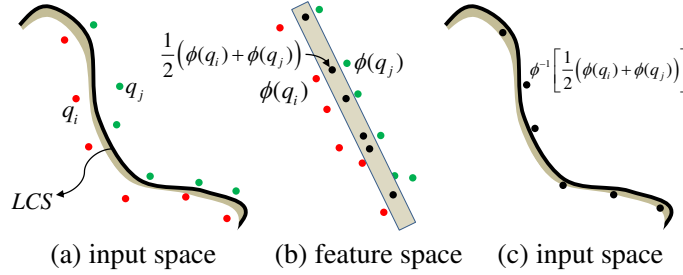 1/2(ϕ(q_i)+ϕ(q_j))
ϕ(q_j)
ϕ(q_i)
q_j
q_i
LCS
ϕ⁻¹[1/2(ϕ(q_i)+ϕ(q_j))]
(a) input space
(b) feature space
(c) input space